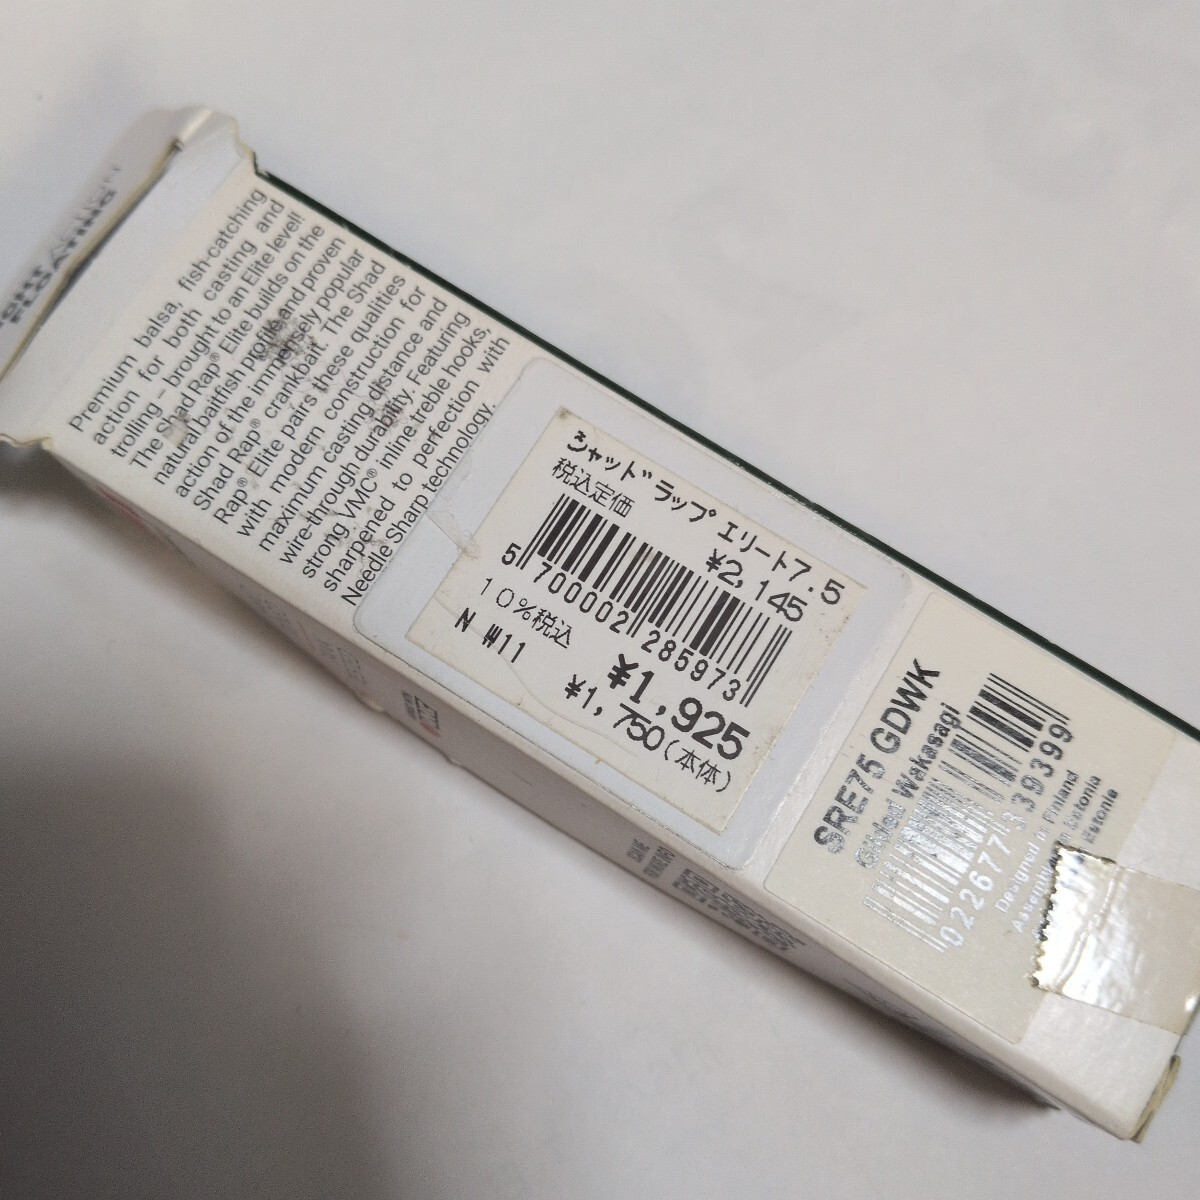 FLOATING
Premium balsa, fish-catching
action for both casting and
trolling – brought to an Elite level!
The Shad Rap® Elite builds on the
natural baitfish profile and proven
action of the immensely popular
Shad Rap® crankbait. The Shad
Rap® Elite pairs these qualities
with modern construction for
maximum casting distance and
wire-through durability. Featuring
strong VMC® inline treble hooks,
sharpened to perfection with
Needle Sharp technology.
シャッドラップエリート7.5
税込定価 ¥2,145
5 700002 285973
10%税込 ¥1,925
N ₩11 ¥1,750(本体)
SRE75 GDWK
Gilded Wakasagi
022677 339399
Designed in Finland
Estonia
Estonia